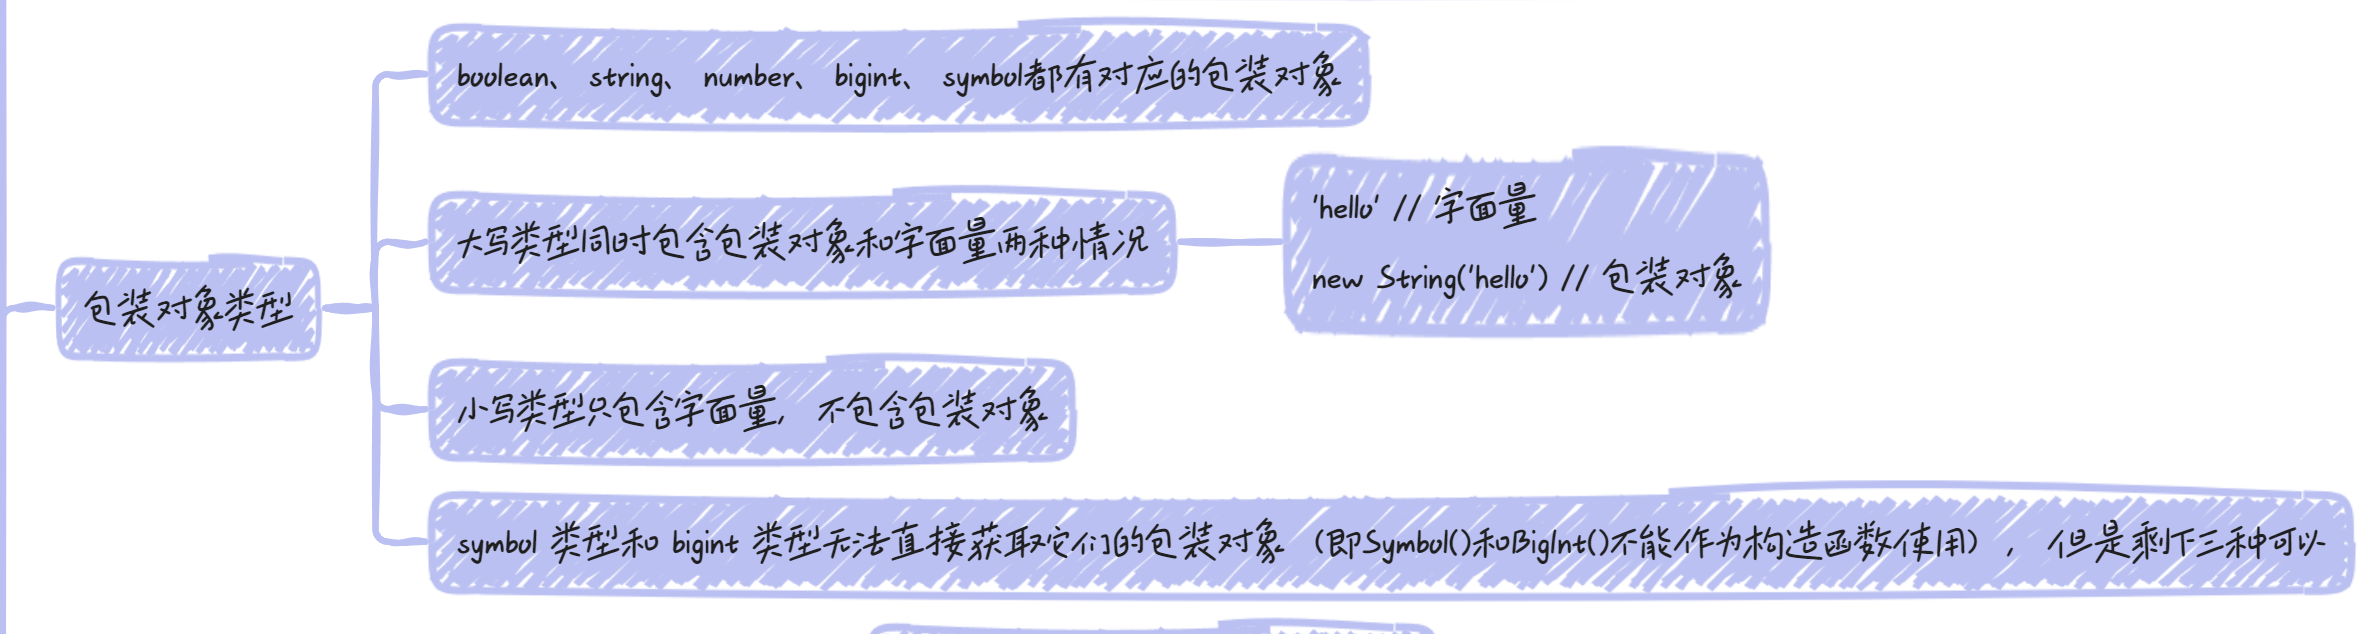 boolean、 string、 number、 bigint、 symbol都有对应的包装对象
大写类型同时包含包装对象和字面量两种情况
'hello' // 字面量
new String('hello') // 包装对象
包装对象类型
小写类型只包含字面量, 不包含包装对象
symbol 类型和 bigint 类型无法直接获取它们的包装对象 (即Symbol()和BigInt()不能作为构造函数使用) , 但是剩下三种可以